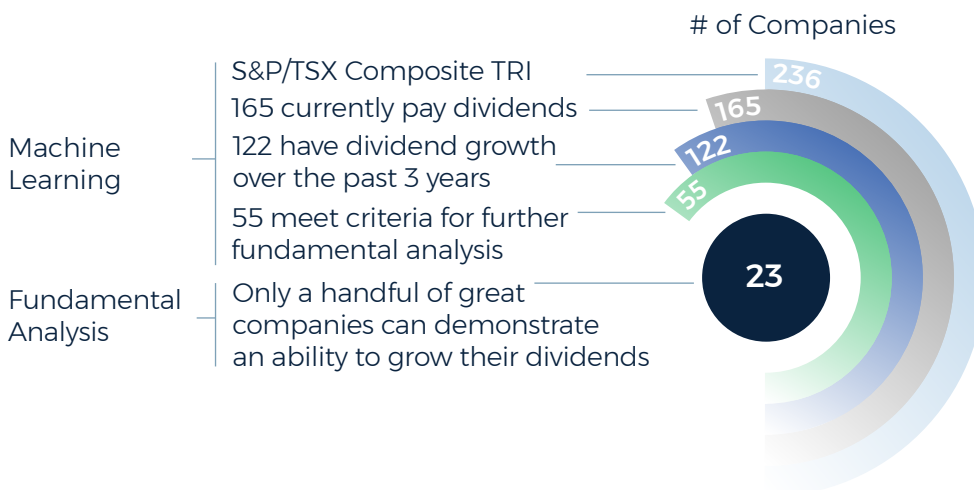 # of Companies
Machine
Learning
S&P/TSX Composite TRI
165 currently pay dividends
122 have dividend growth
over the past 3 years
55 meet criteria for further
fundamental analysis
Fundamental
Analysis
Only a handful of great
companies can demonstrate
an ability to grow their dividends
236
165
122
55
23